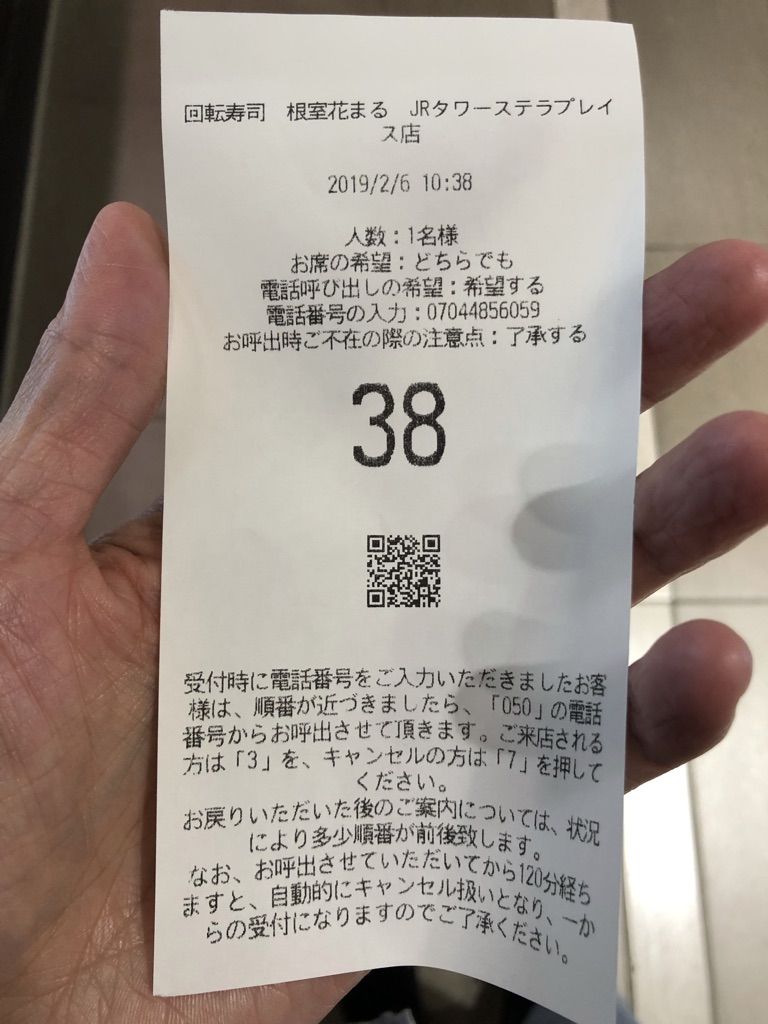 回転寿司　根室花まる　JRタワーステラプレイ
ス店
2019/2/6 10:38
人数：1名様
お席の希望：どちらでも
電話呼び出しの希望：希望する
電話番号の入力：07044856059
お呼出時ご不在の際の注意点：了承する
38
受付時に電話番号をご入力いただきましたお客
様は、順番が近づきましたら、「050」の電話
番号からお呼出させて頂きます。ご来店される
方は「3」を、キャンセルの方は「7」を押して
ください。
お戻りいただいた後のご案内については、状況
により多少順番が前後致します。
なお、お呼出させていただいてから120分経ち
ますと、自動的にキャンセル扱いとなり、一か
らの受付になりますのでご了承ください。